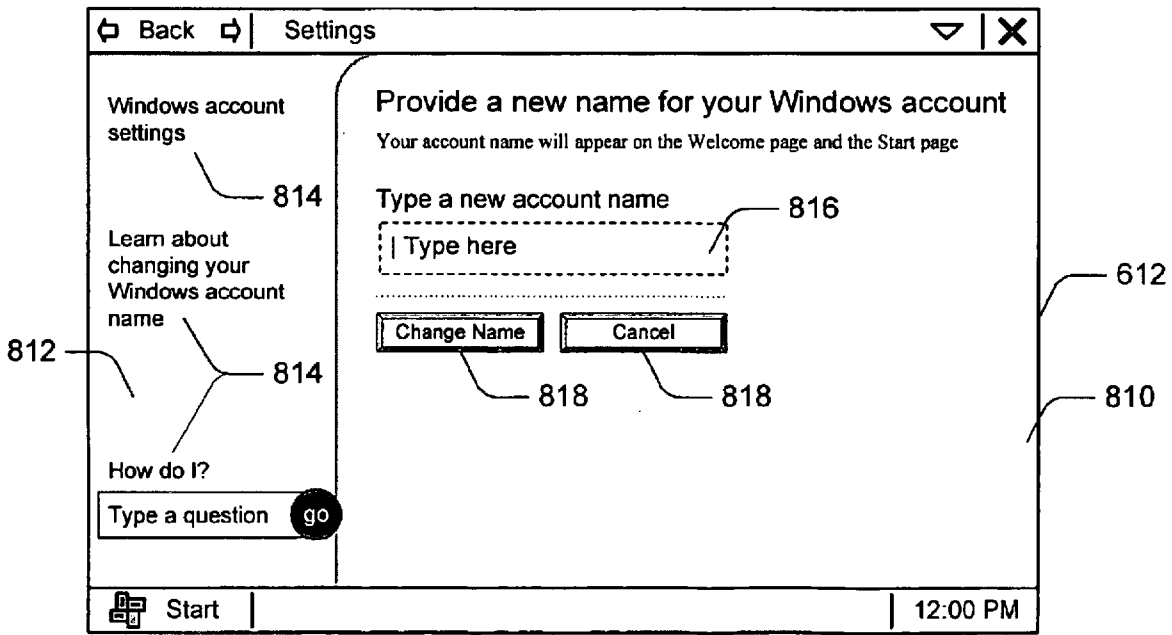 Back Settings
Windows account
settings
814
Learn about
changing your
Windows account
name
812
814
How do I?
Type a question go
Provide a new name for your Windows account
Your account name will appear on the Welcome page and the Start page
Type a new account name
816
Type here
612
Change Name Cancel
818 818
810
Start 12:00 PM